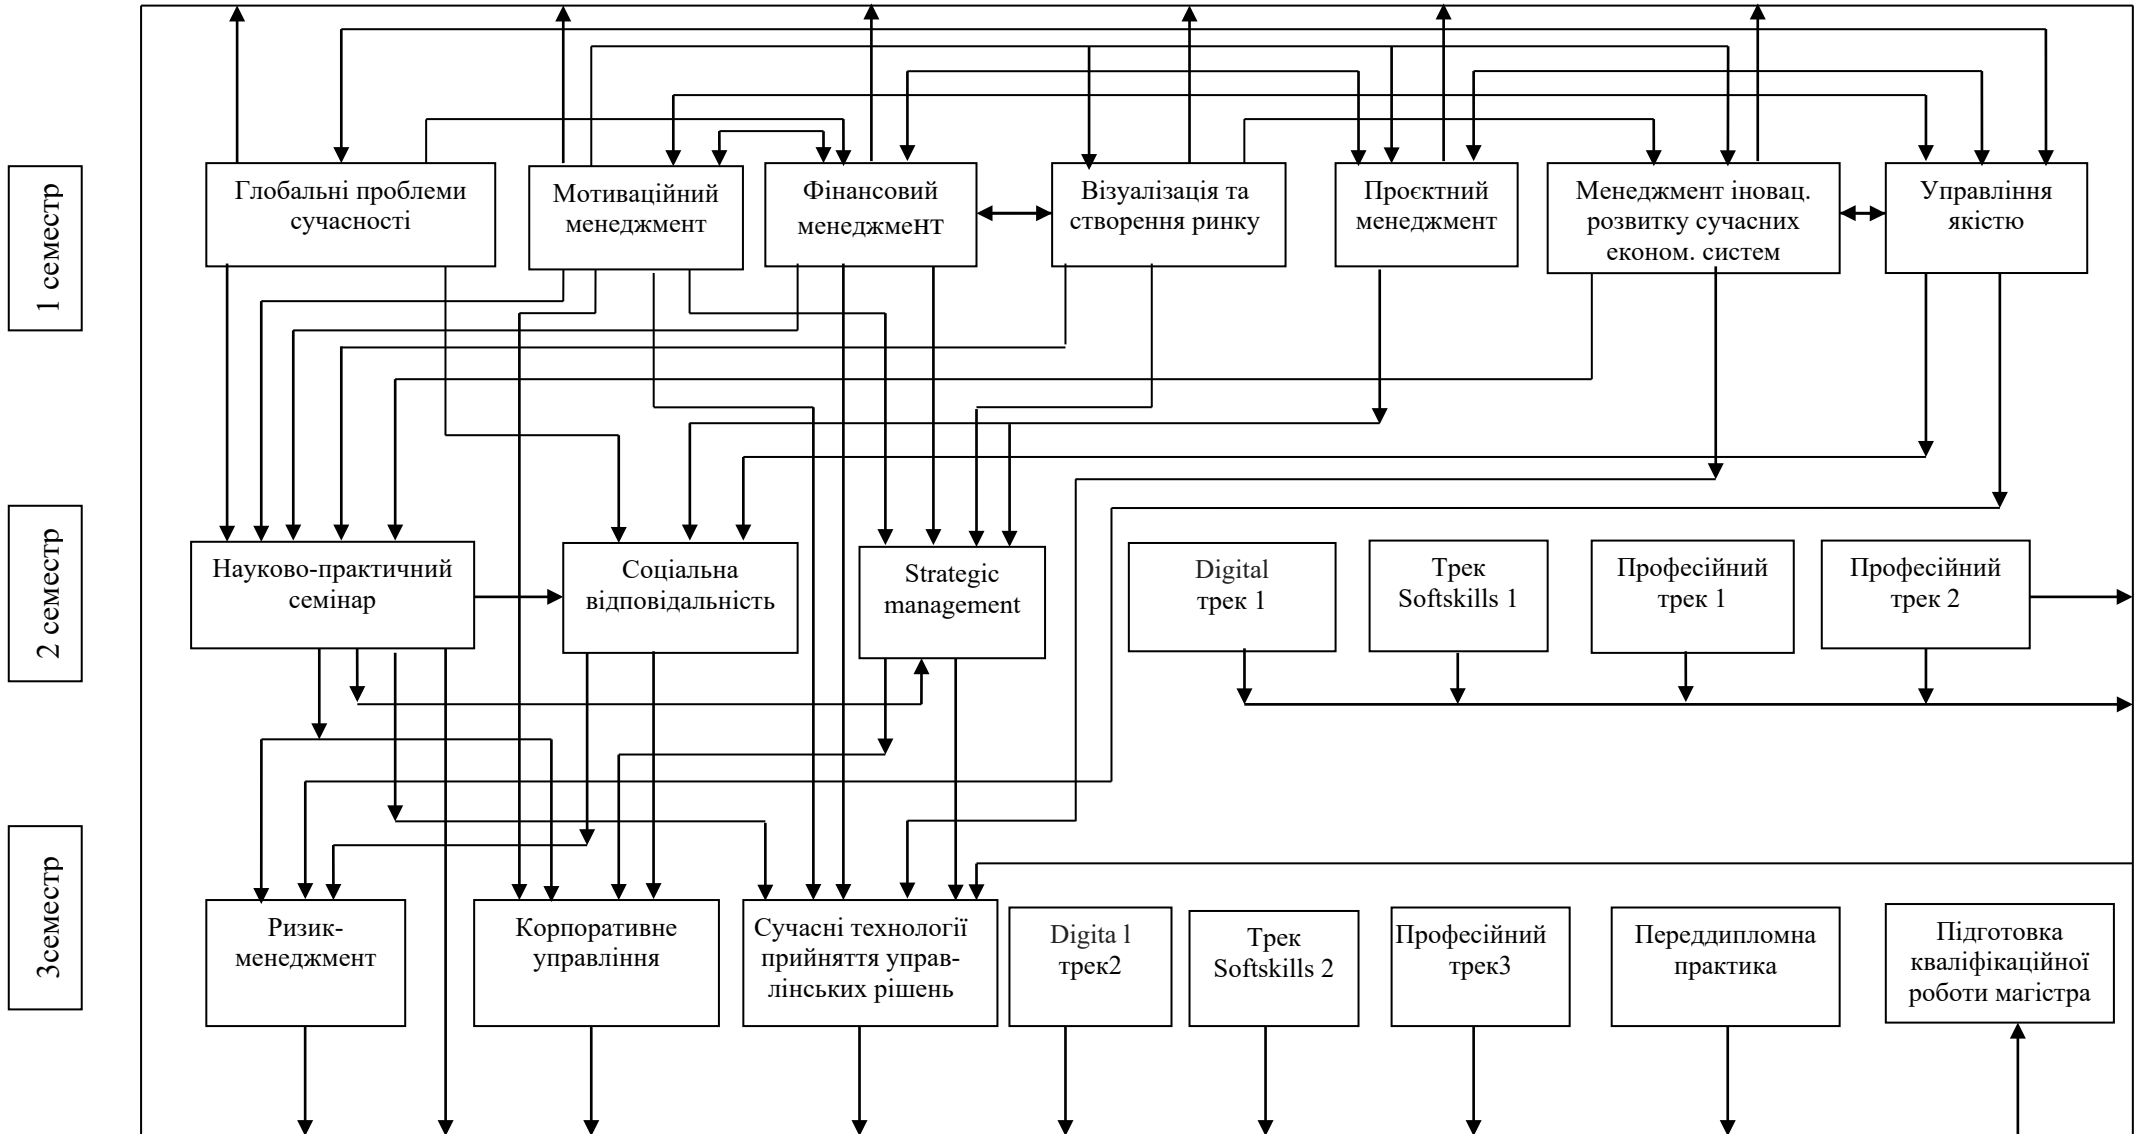 1 семестр
Глобальні проблеми
сучасності
Мотиваційний
менеджмент
Фінансовий
менеджмент
Візуалізація та
створення ринку
Проєктний
менеджмент
Менеджмент іновац.
розвитку сучасних
економ. систем
Управління
якістю
2 семестр
Науково-практичний
семінар
Соціальна
відповідальність
Strategic
management
Digital
трек 1
Трек
Softskills 1
Професійний
трек 1
Професійний
трек 2
3семестр
Ризик-
менеджмент
Корпоративне
управління
Сучасні технології
прийняття управ-
лінських рішень
Digita l
трек2
Трек
Softskills 2
Професійний
трек3
Переддипломна
практика
Підготовка
кваліфікаційної
роботи магістра